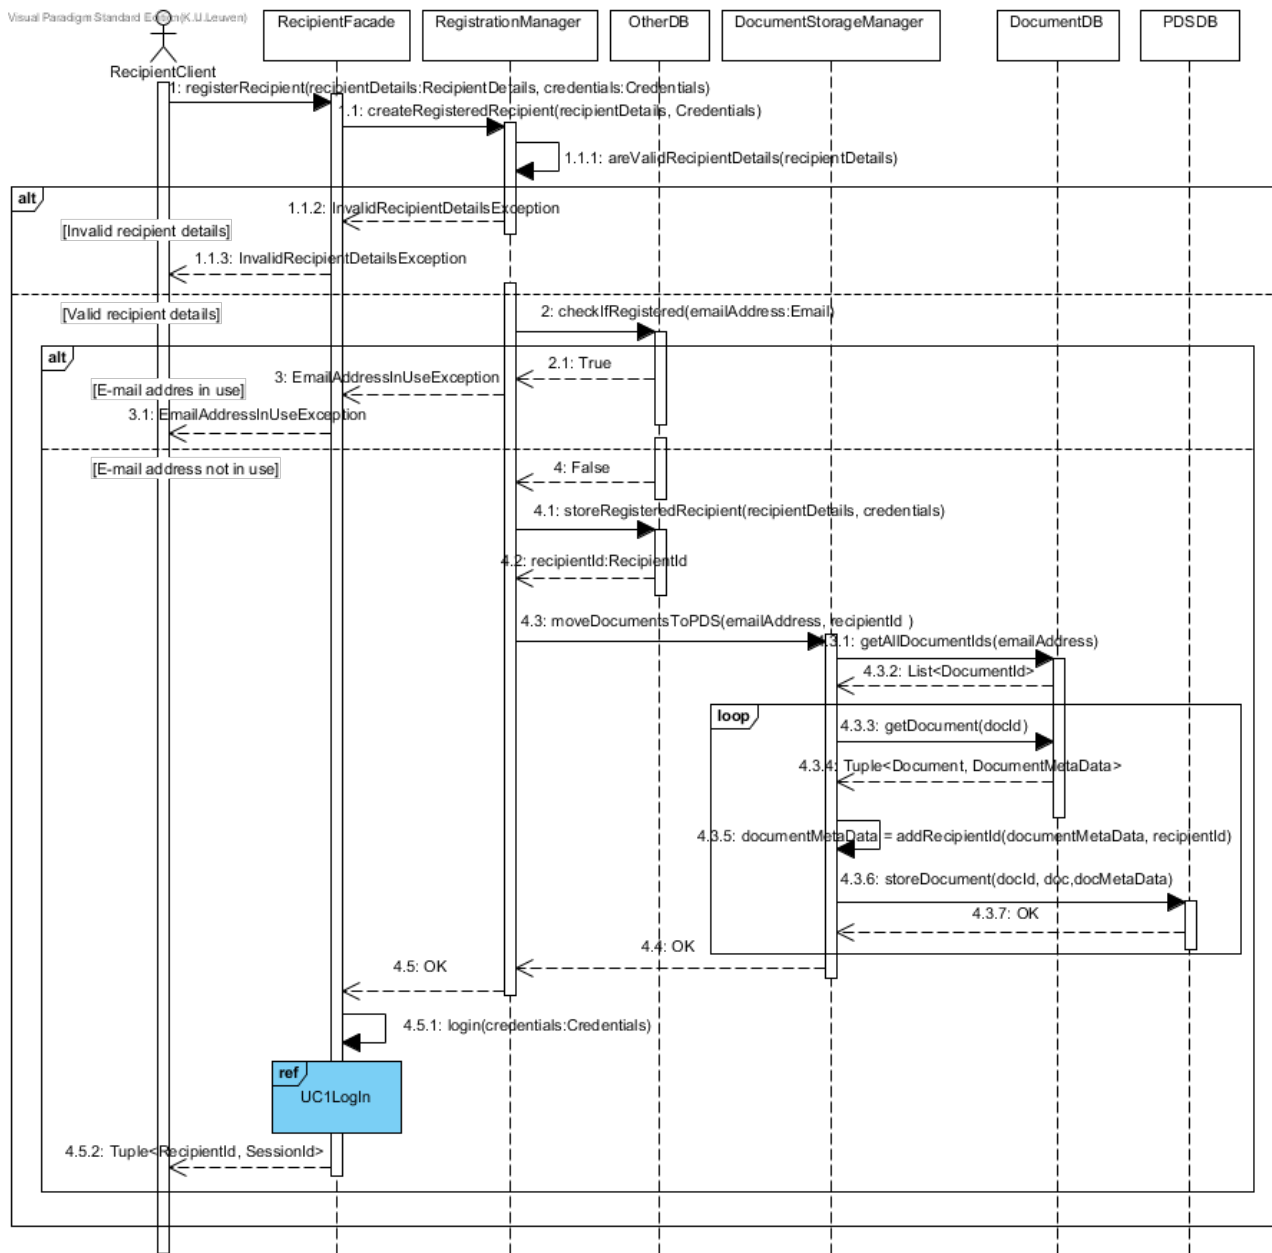 Visual Paradigm Standard Edition(K.U.Leuven)
RecipientClient
RecipientFacade
RegistrationManager
OtherDB
DocumentStorageManager
DocumentDB
PDSDB
1: registerRecipient(recipientDetails:RecipientDetails, credentials:Credentials)
1.1: createRegisteredRecipient(recipientDetails, Credentials)
1.1.1: areValidRecipientDetails(recipientDetails)
alt
1.1.2: InvalidRecipientDetailsException
[Invalid recipient details]
1.1.3: InvalidRecipientDetailsException
[Valid recipient details]
2: checkIfRegistered(emailAddress:Email)
alt
2.1: True
3: EmailAddressInUseException
[E-mail addres in use]
3.1: EmailAddressInUseException
[E-mail address not in use]
4: False
4.1: storeRegisteredRecipient(recipientDetails, credentials)
4.2: recipientId:RecipientId
4.3: moveDocumentsToPDS(emailAddress, recipientId )
4.3.1: getAllDocumentIds(emailAddress)
4.3.2: List<DocumentId>
loop
4.3.3: getDocument(docId)
4.3.4: Tuple<Document, DocumentMetaData>
4.3.5: documentMetaData = addRecipientId(documentMetaData, recipientId)
4.3.6: storeDocument(docId, doc,docMetaData)
4.3.7: OK
4.4: OK
4.5: OK
4.5.1: login(credentials:Credentials)
ref
UC1LogIn
4.5.2: Tuple<RecipientId, SessionId>